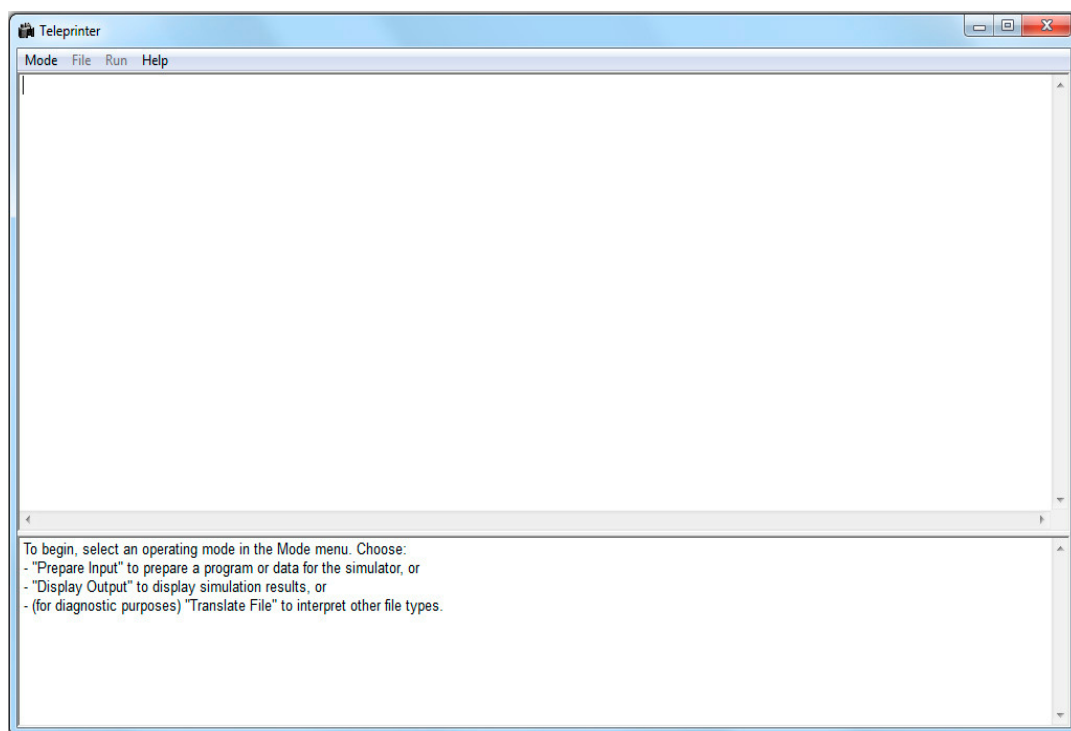 Teleprinter
Mode File Run Help
To begin, select an operating mode in the Mode menu. Choose:
- "Prepare Input" to prepare a program or data for the simulator, or
- "Display Output" to display simulation results, or
- (for diagnostic purposes) "Translate File" to interpret other file types.